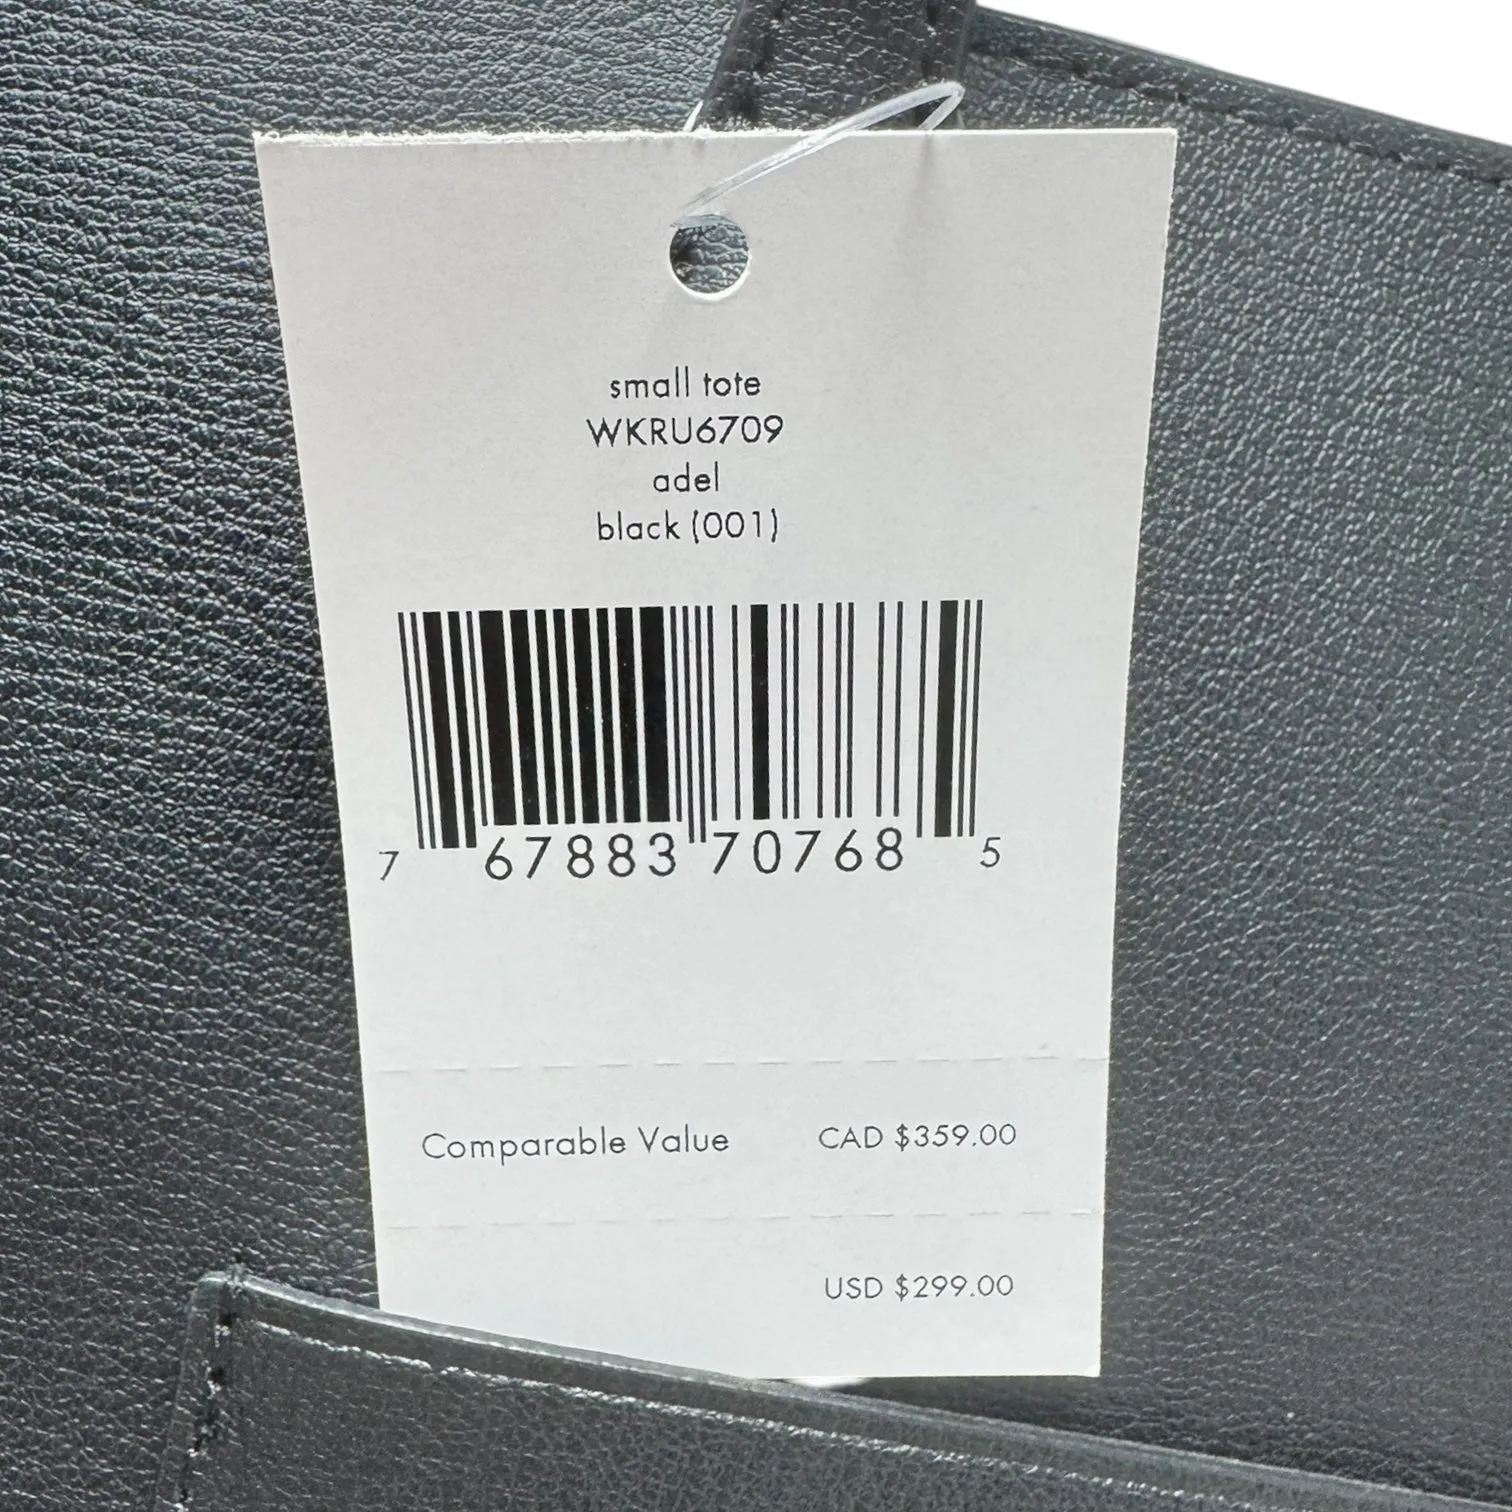 small tote
WKRU6709
adel
black (001)
7 67883 70768 5
Comparable Value CAD $359.00
USD $299.00